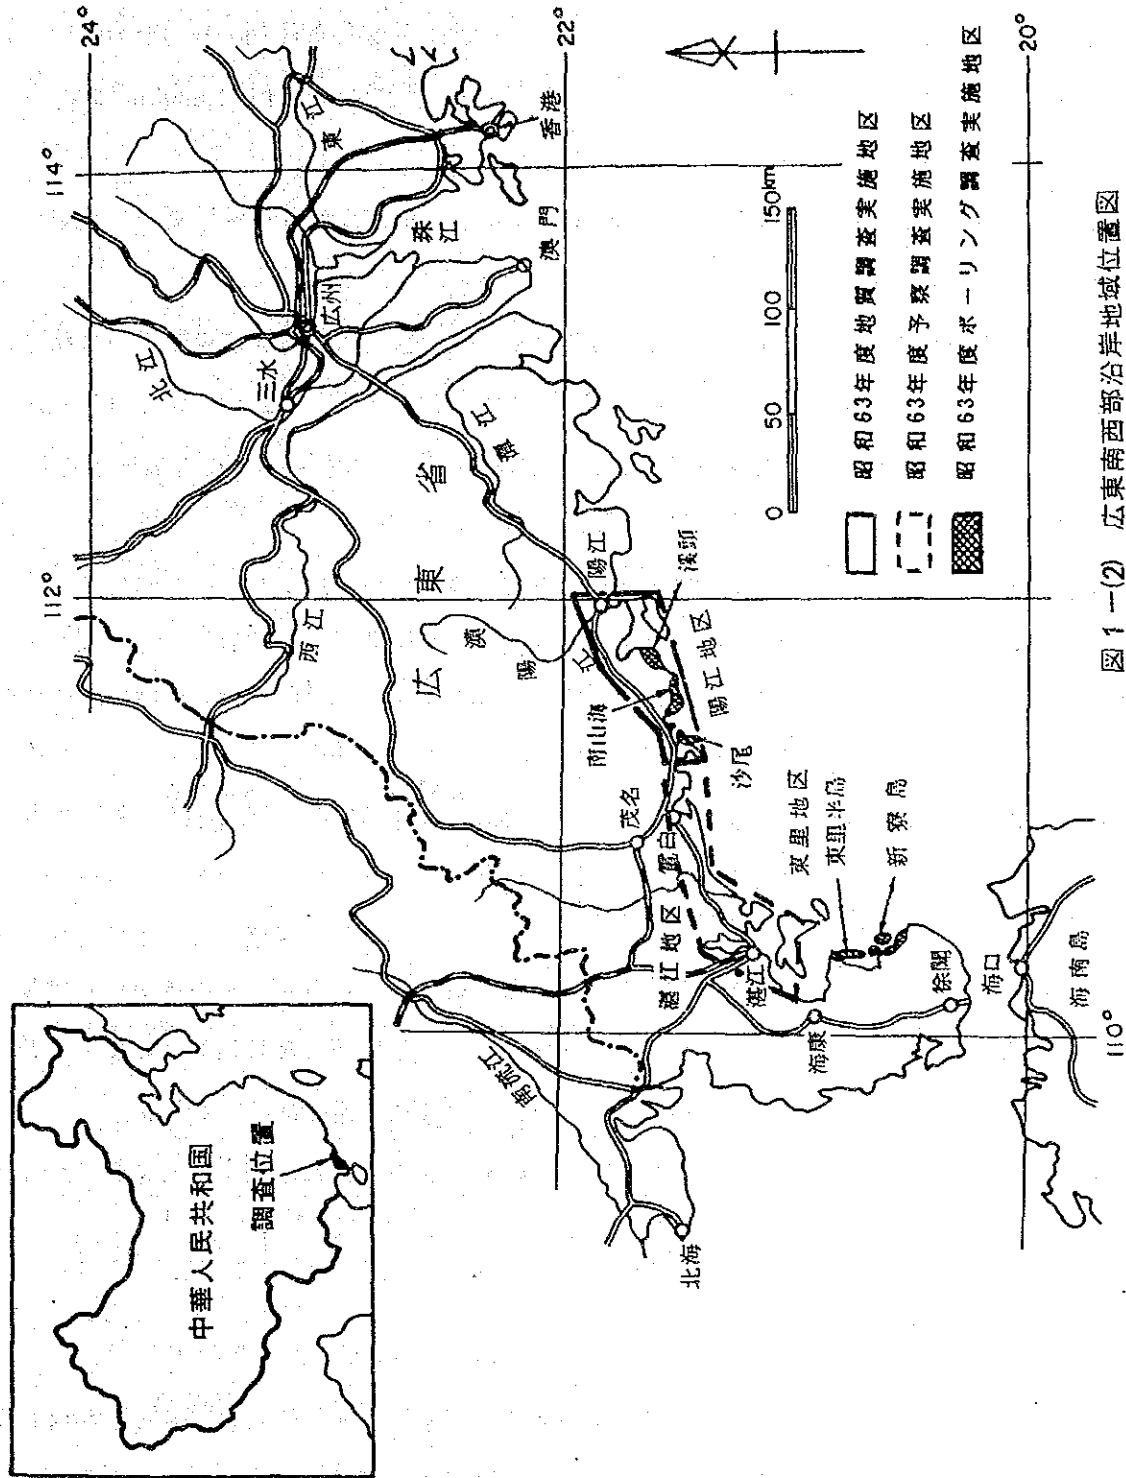 中華人民共和国
調査位置
112°
114°
24°
22°
20°
110°
北江
三水
広州
東江
珠江
香港
澳門
西江
広東省
潭江
漠陽江
陽江
渓頭
陽江地区
南山海
沙尾
茂名
電白
湛江地区
湛江
東里地区
東里半島
新寮島
海康
徐聞
海口
海南島
南流江
北海
0 50 100 150km
昭和63年度地質調査実施地区
昭和63年度予察調査実施地区
昭和63年度ボーリング調査実施地区
図1-(2) 広東南西部沿岸地域位置図